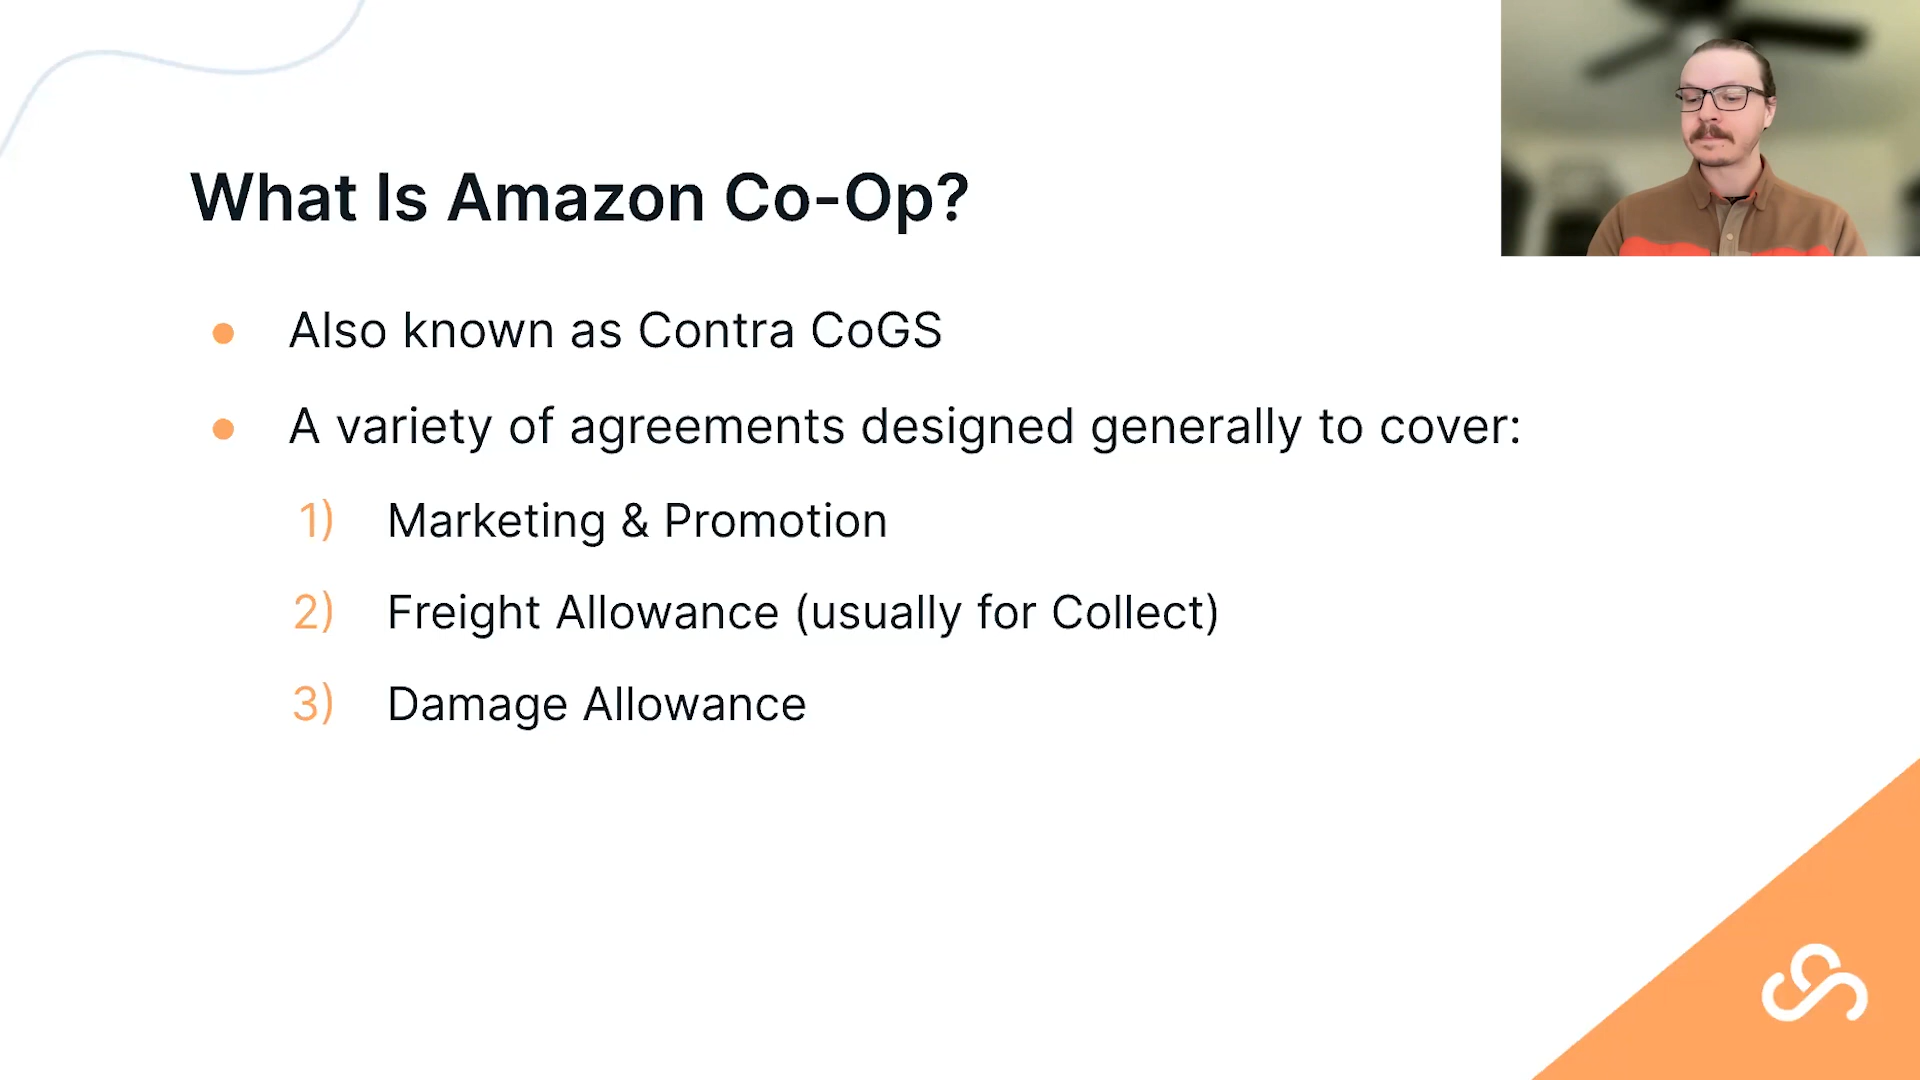 What Is Amazon Co-Op?
● Also known as Contra CoGS
● A variety of agreements designed generally to cover:
1) Marketing & Promotion
2) Freight Allowance (usually for Collect)
3) Damage Allowance